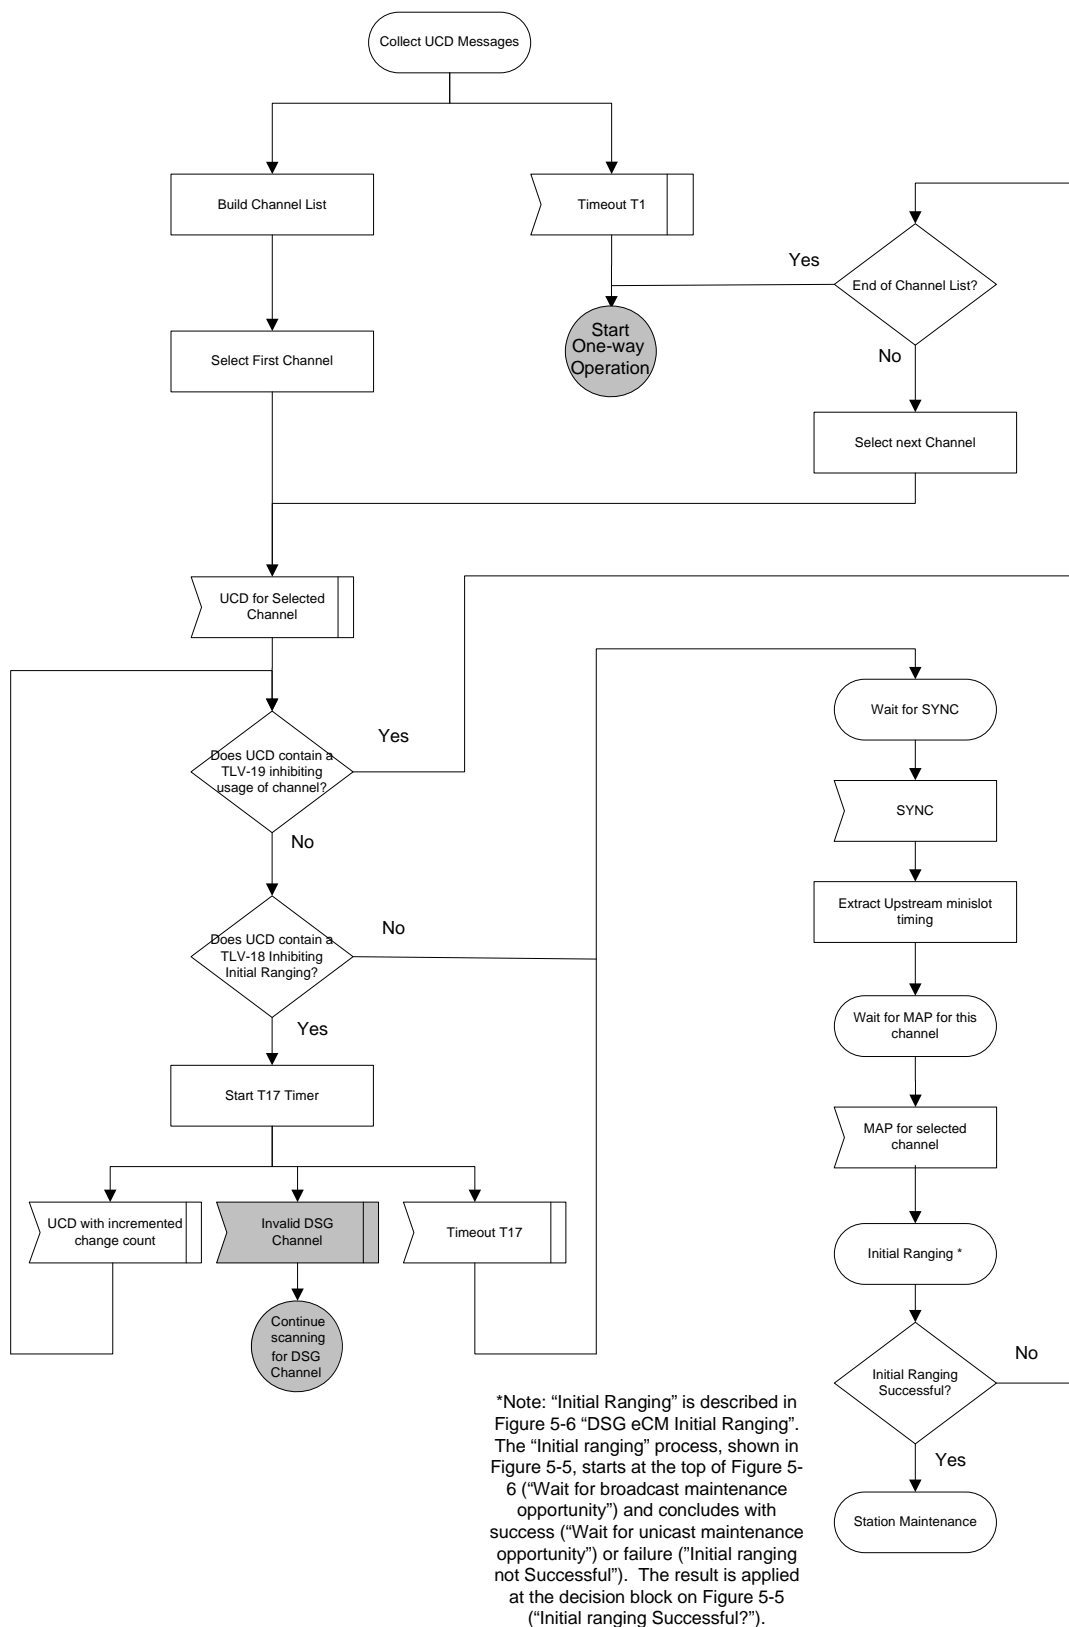 Collect UCD Messages
Build Channel List
Timeout T1
Yes
End of Channel List?
Start
One-way
Operation
No
Select First Channel
Select next Channel
UCD for Selected
Channel
Wait for SYNC
Does UCD contain a
TLV-19 inhibiting
usage of channel?
Yes
SYNC
No
Extract Upstream minislot
timing
Does UCD contain a
TLV-18 Inhibiting
Initial Ranging?
No
Wait for MAP for this
channel
Yes
Start T17 Timer
MAP for selected
channel
UCD with incremented
change count
Invalid DSG
Channel
Timeout T17
Initial Ranging *
Continue
scanning
for DSG
Channel
Initial Ranging
Successful?
No
*Note: “Initial Ranging” is described in
Figure 5-6 “DSG eCM Initial Ranging”.
The “Initial ranging” process, shown in
Figure 5-5, starts at the top of Figure 5-
6 (“Wait for broadcast maintenance
opportunity”) and concludes with
success (“Wait for unicast maintenance
opportunity”) or failure (”Initial ranging
not Successful”).  The result is applied
at the decision block on Figure 5-5
(“Initial ranging Successful?”).
Yes
Station Maintenance